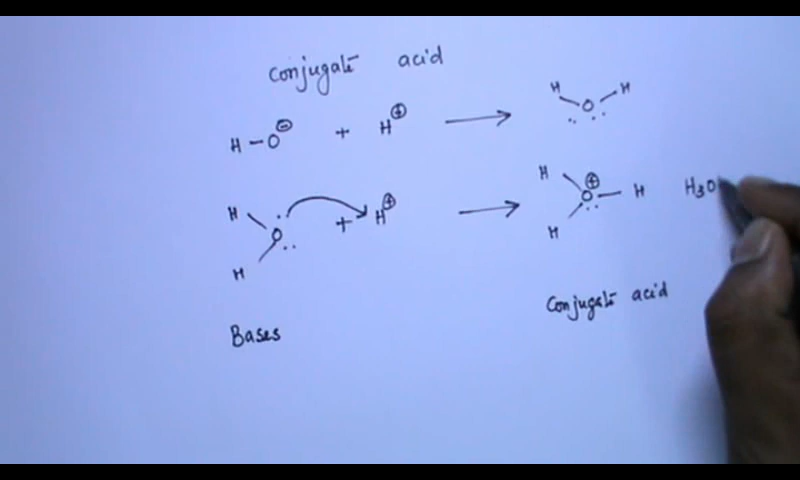 Conjugate acid
H-O⊖ + H⊕ → H O H
H O H + H⊕ → H O⊕ H H H3O
Bases Conjugate acid